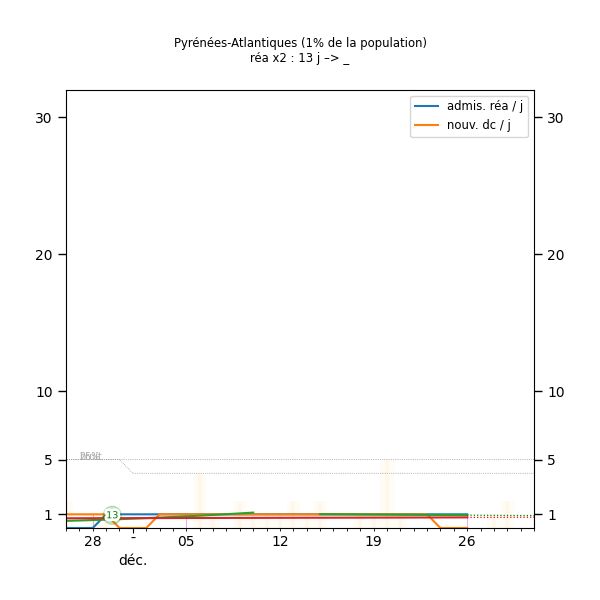 Pyrénées-Atlantiques (1% de la population)
réa x2 : 13 j –> _
admis. réa / j
nouv. dc / j
30 30
20 20
10 10
5 5
13
1 1
28 - 05 12 19 26
déc.